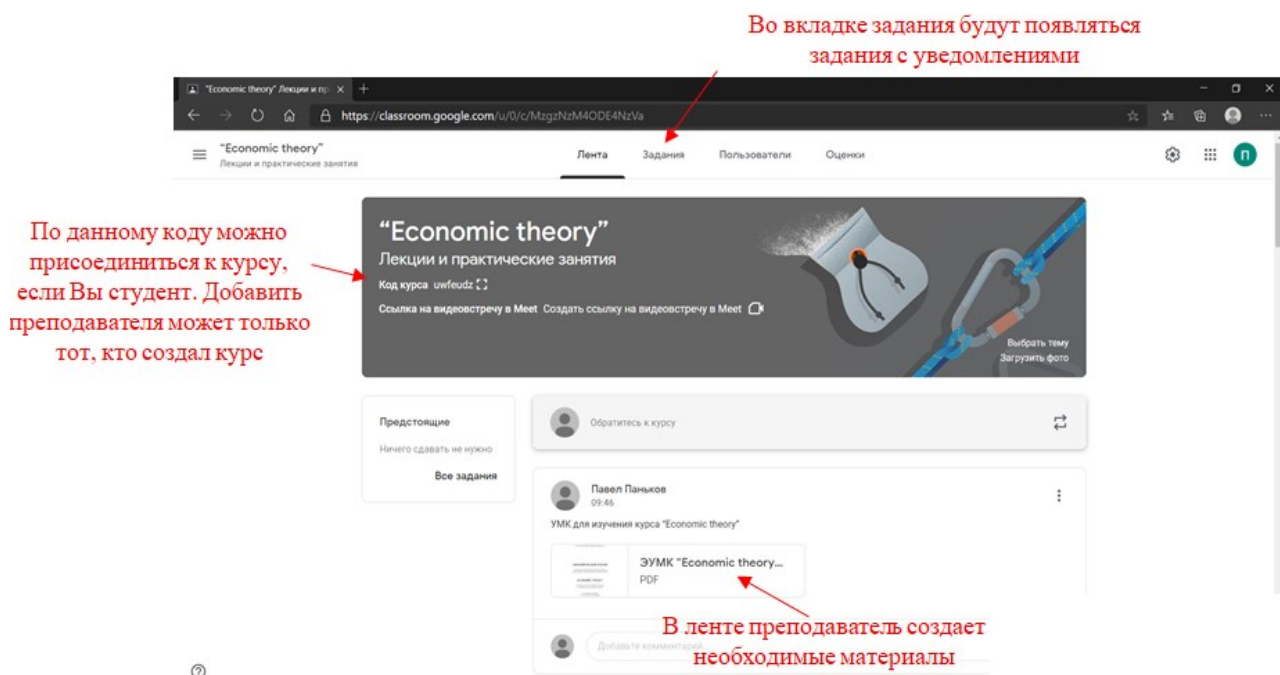 Во вкладке задания будут появляться
задания с уведомлениями
"Economic theory" Лекции и пр
https://classroom.google.com/u/0/c/MzgzNzM4ODE4NzVa
"Economic theory"
Лекции и практические занятия
Лента Задания Пользователи Оценки
П
По данному коду можно
присоединиться к курсу,
если Вы студент. Добавить
преподавателя может только
тот, кто создал курс
“Economic theory”
Лекции и практические занятия
Код курса uwfeudz
Ссылка на видеовстречу в Meet Создать ссылку на видеовстречу в Meet
Выбрать тему
Загрузить фото
Предстоящие
Ничего сдавать не нужно
Все задания
Обратитесь к курсу
Павел Паньков
09:46
УМК для изучения курса "Economic theory"
ЭУМК "Economic theory...
PDF
Добавьте комментарий...
В ленте преподаватель создает
необходимые материалы